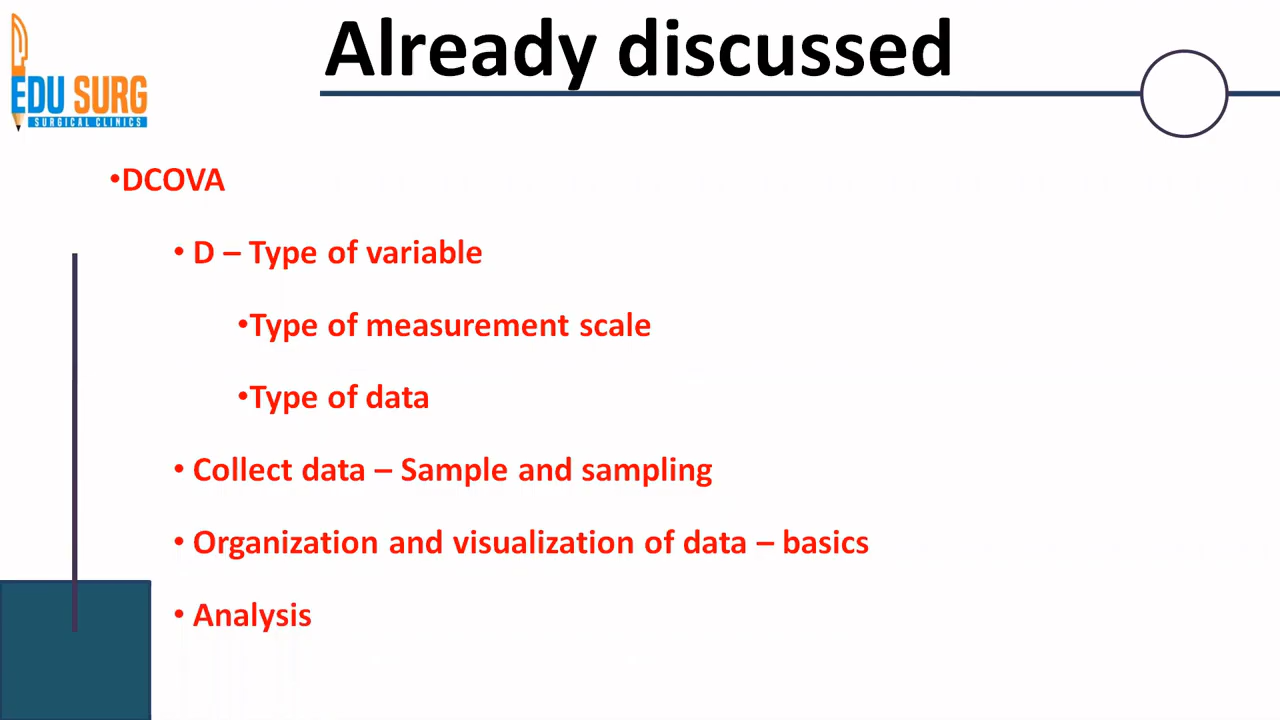 Already discussed
EDU SURG
SURGICAL CLINICS
•DCOVA
• D – Type of variable
•Type of measurement scale
•Type of data
• Collect data – Sample and sampling
• Organization and visualization of data – basics
• Analysis